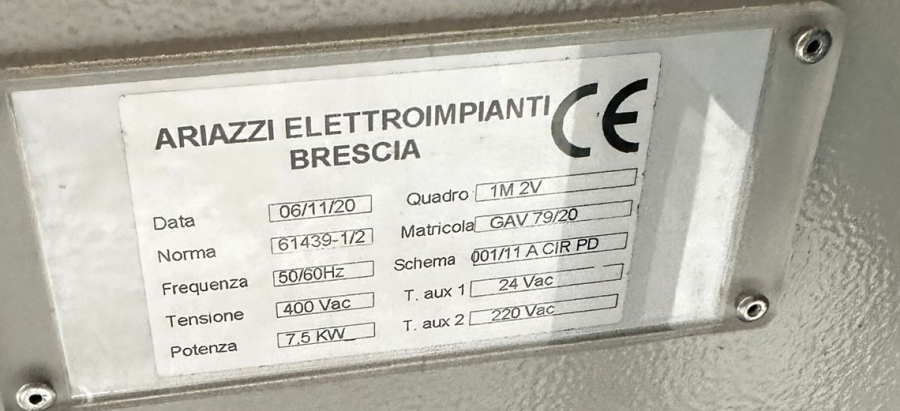 ARIAZZI ELETTROIMPIANTI CE
BRESCIA
Data 06/11/20 Quadro 1M 2V
Norma 61439-1/2 Matricola GAV 79/20
Frequenza 50/60Hz Schema 001/11 A CIR PD
Tensione 400 Vac T. aux 1 24 Vac
Potenza 7.5 KW T. aux 2 220 Vac